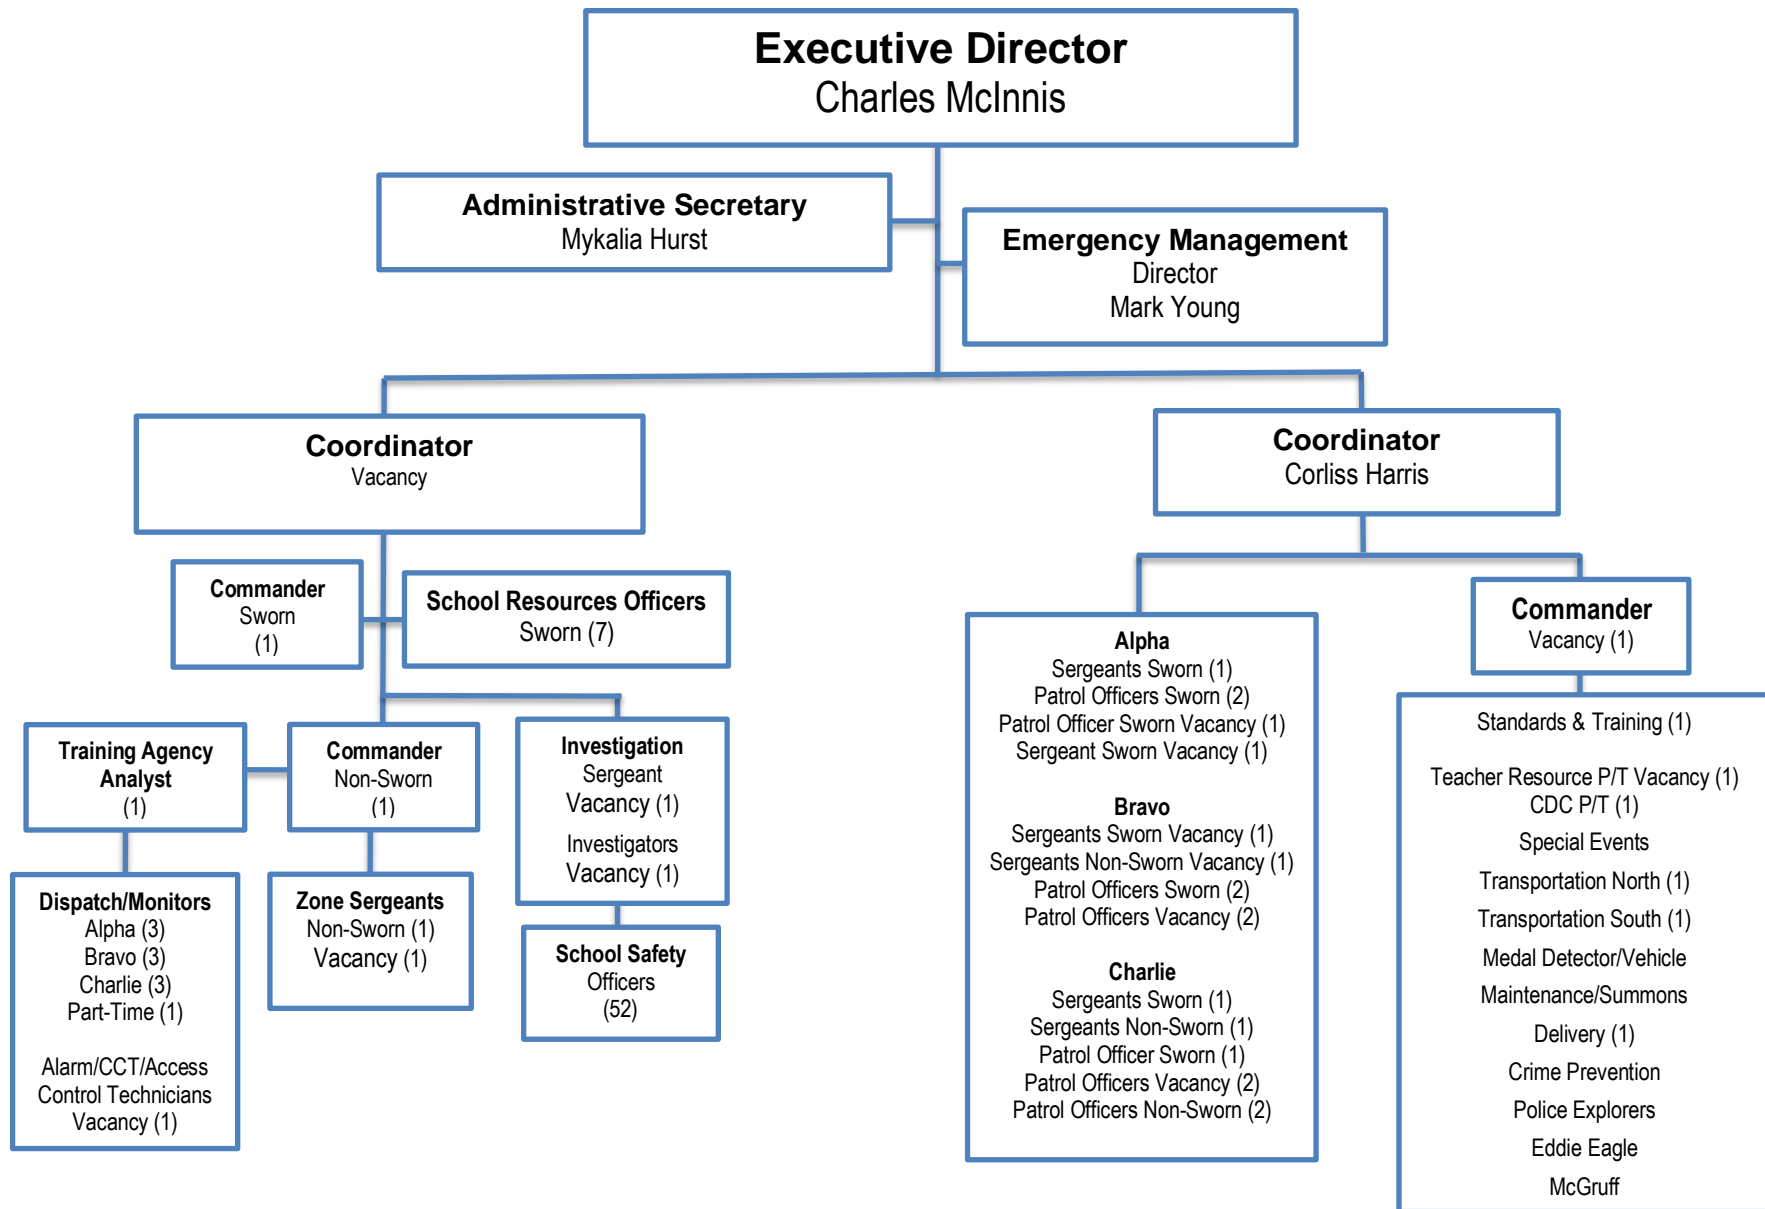 Executive Director
Charles McInnis
Administrative Secretary
Mykalia Hurst
Emergency Management
Director
Mark Young
Coordinator
Vacancy
Coordinator
Corliss Harris
Commander
Sworn
(1)
School Resources Officers
Sworn (7)
Training Agency
Analyst
(1)
Commander
Non-Sworn
(1)
Investigation
Sergeant
Vacancy (1)
Investigators
Vacancy (1)
Dispatch/Monitors
Alpha (3)
Bravo (3)
Charlie (3)
Part-Time (1)
Alarm/CCT/Access
Control Technicians
Vacancy (1)
Zone Sergeants
Non-Sworn (1)
Vacancy (1)
School Safety
Officers
(52)
Alpha
Sergeants Sworn (1)
Patrol Officers Sworn (2)
Patrol Officer Sworn Vacancy (1)
Sergeant Sworn Vacancy (1)
Bravo
Sergeants Sworn Vacancy (1)
Sergeants Non-Sworn Vacancy (1)
Patrol Officers Sworn (2)
Patrol Officers Vacancy (2)
Charlie
Sergeants Sworn (1)
Sergeants Non-Sworn (1)
Patrol Officer Sworn (1)
Patrol Officers Vacancy (2)
Patrol Officers Non-Sworn (2)
Commander
Vacancy (1)
Standards & Training (1)
Teacher Resource P/T Vacancy (1)
CDC P/T (1)
Special Events
Transportation North (1)
Transportation South (1)
Medal Detector/Vehicle
Maintenance/Summons
Delivery (1)
Crime Prevention
Police Explorers
Eddie Eagle
McGruff